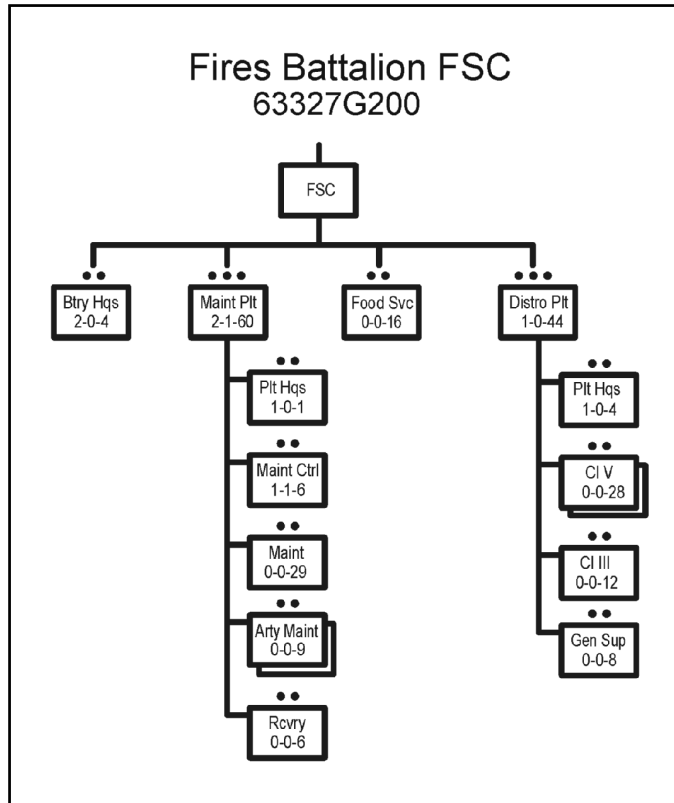 Fires Battalion FSC
63327G200
FSC
Btry Hqs
2-0-4
Maint Plt
2-1-60
Food Svc
0-0-16
Distro Plt
1-0-44
Plt Hqs
1-0-1
Maint Ctrl
1-1-6
Maint
0-0-29
Arty Maint
0-0-9
Rcvry
0-0-6
Plt Hqs
1-0-4
Cl V
0-0-28
Cl III
0-0-12
Gen Sup
0-0-8